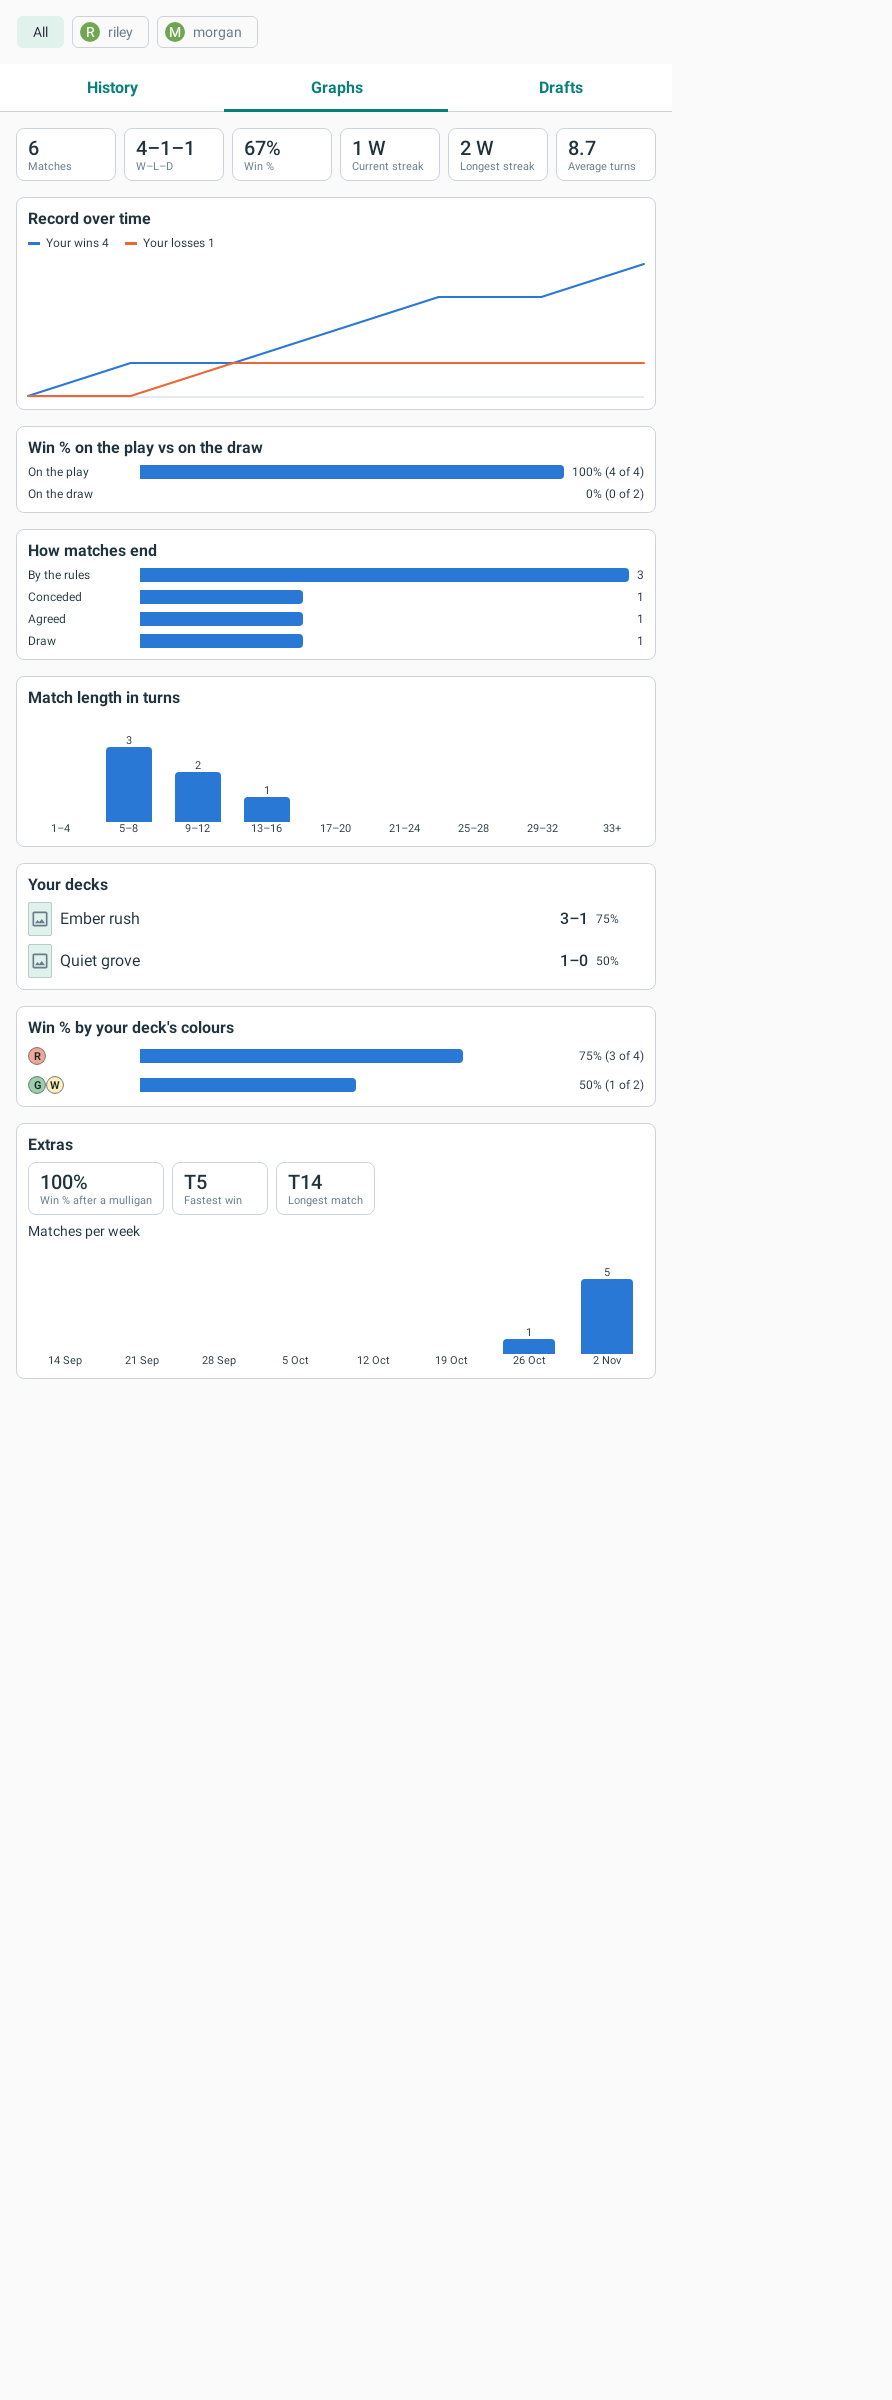 All R riley M morgan
History Graphs Drafts
6 4–1–1 67% 1 W 2 W 8.7
Matches W–L–D Win % Current streak Longest streak Average turns
Record over time
Your wins 4 Your losses 1
Win % on the play vs on the draw
On the play 100% (4 of 4)
On the draw 0% (0 of 2)
How matches end
By the rules 3
Conceded 1
Agreed 1
Draw 1
Match length in turns
3
2
1
1–4 5–8 9–12 13–16 17–20 21–24 25–28 29–32 33+
Your decks
Ember rush 3–1 75%
Quiet grove 1–0 50%
Win % by your deck's colours
R 75% (3 of 4)
G W 50% (1 of 2)
Extras
100% T5 T14
Win % after a mulligan Fastest win Longest match
Matches per week
5
1
14 Sep 21 Sep 28 Sep 5 Oct 12 Oct 19 Oct 26 Oct 2 Nov